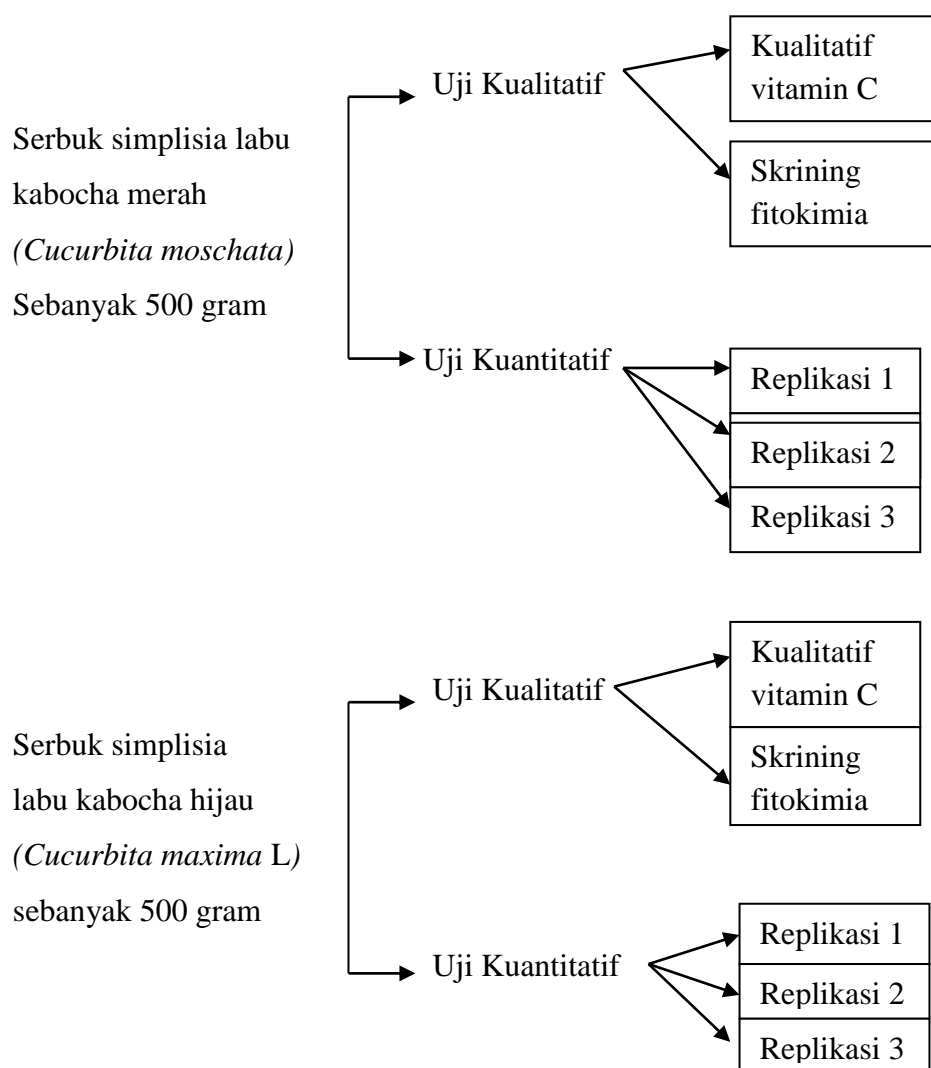 Serbuk simplisia labu
kabocha merah
(Cucurbita moschata)
Sebanyak 500 gram
Uji Kualitatif
Kualitatif
vitamin C
Skrining
fitokimia
Uji Kuantitatif
Replikasi 1
Replikasi 2
Replikasi 3
Serbuk simplisia
labu kabocha hijau
(Cucurbita maxima L)
sebanyak 500 gram
Uji Kualitatif
Kualitatif
vitamin C
Skrining
fitokimia
Uji Kuantitatif
Replikasi 1
Replikasi 2
Replikasi 3